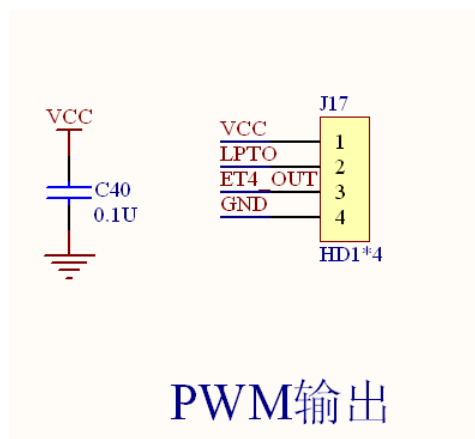 VCC
C40
0.1U
J17
VCC
LPTO
ET4_OUT
GND
1
2
3
4
HD1*4
PWM输出